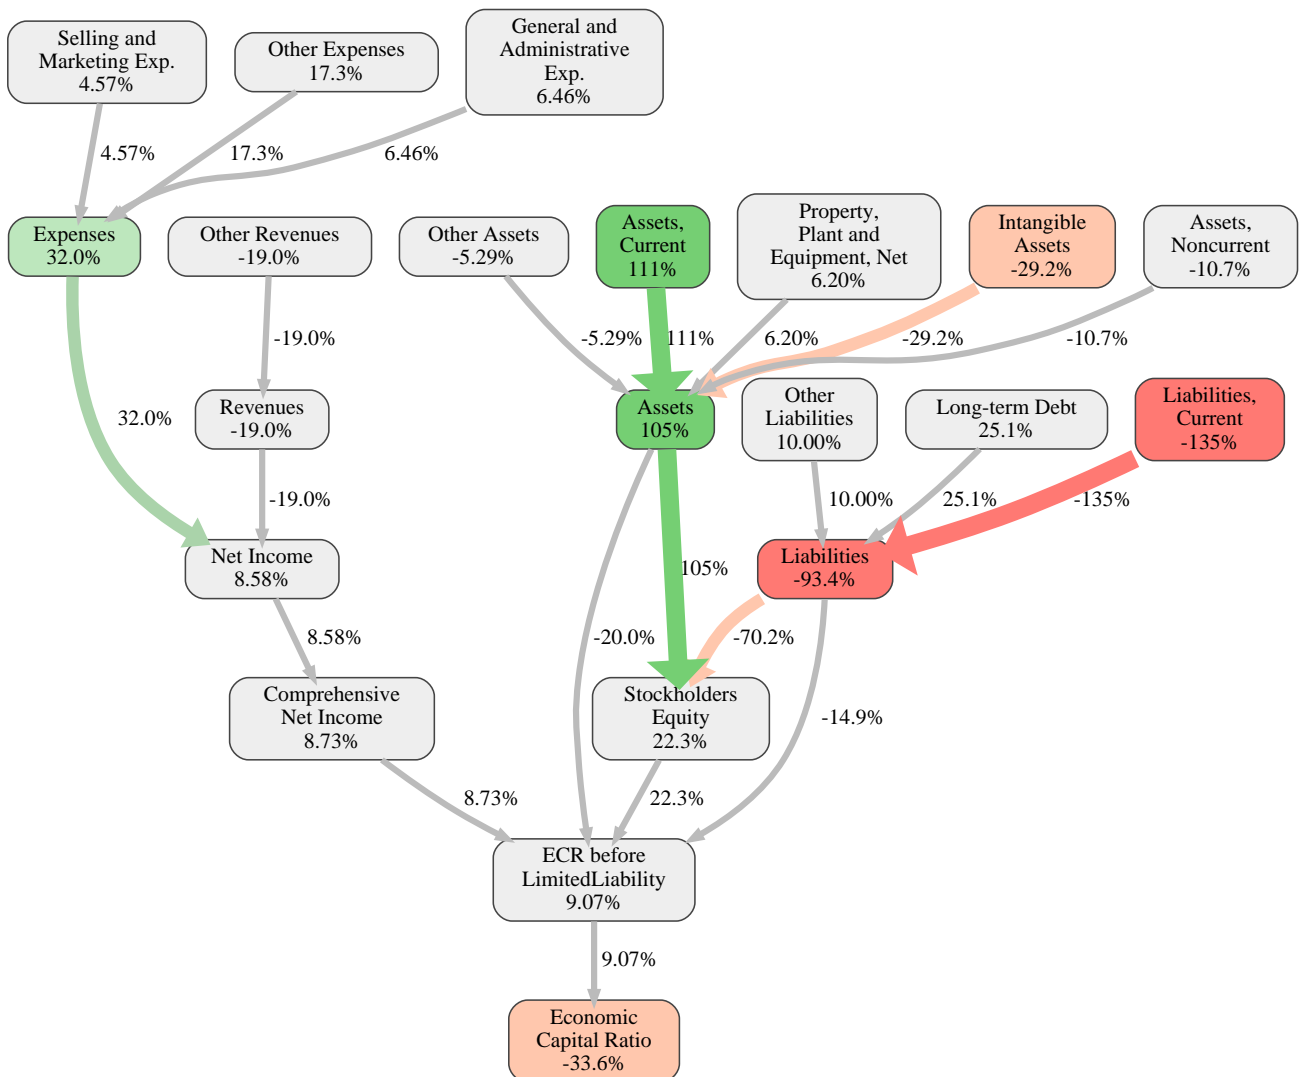 Selling and
Marketing Exp.
4.57%
Other Expenses
17.3%
General and
Administrative
Exp.
6.46%
4.57%
17.3%
6.46%
Expenses
32.0%
Other Revenues
-19.0%
Other Assets
-5.29%
Assets,
Current
111%
Property,
Plant and
Equipment, Net
6.20%
Intangible
Assets
-29.2%
Assets,
Noncurrent
-10.7%
-19.0%
-5.29%
111%
6.20%
-29.2%
-10.7%
32.0%
Revenues
-19.0%
Assets
105%
Other
Liabilities
10.00%
Long-term Debt
25.1%
Liabilities,
Current
-135%
-19.0%
10.00%
25.1%
-135%
Net Income
8.58%
105%
Liabilities
-93.4%
8.58%
-20.0%
-70.2%
Comprehensive
Net Income
8.73%
Stockholders
Equity
22.3%
-14.9%
8.73%
22.3%
ECR before
LimitedLiability
9.07%
9.07%
Economic
Capital Ratio
-33.6%